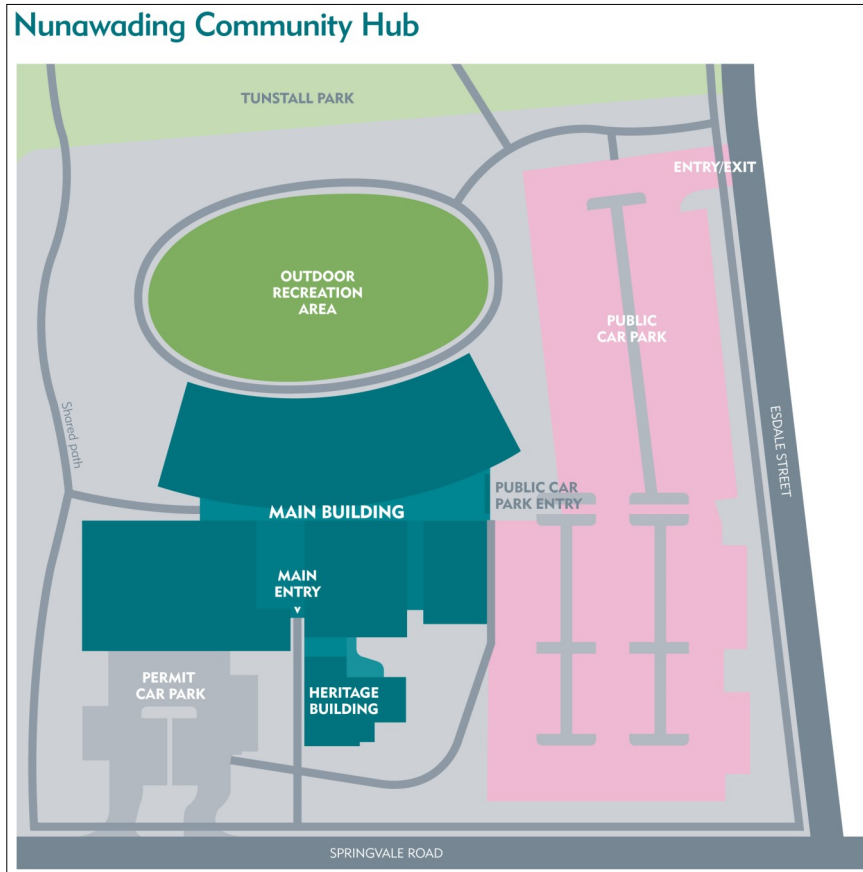 Nunawading Community Hub
TUNSTALL PARK
ENTRY/EXIT
OUTDOOR
RECREATION
AREA
PUBLIC
CAR PARK
Shared path
ESDALE STREET
PUBLIC CAR
PARK ENTRY
MAIN BUILDING
MAIN
ENTRY
PERMIT
CAR PARK
HERITAGE
BUILDING
SPRINGVALE ROAD